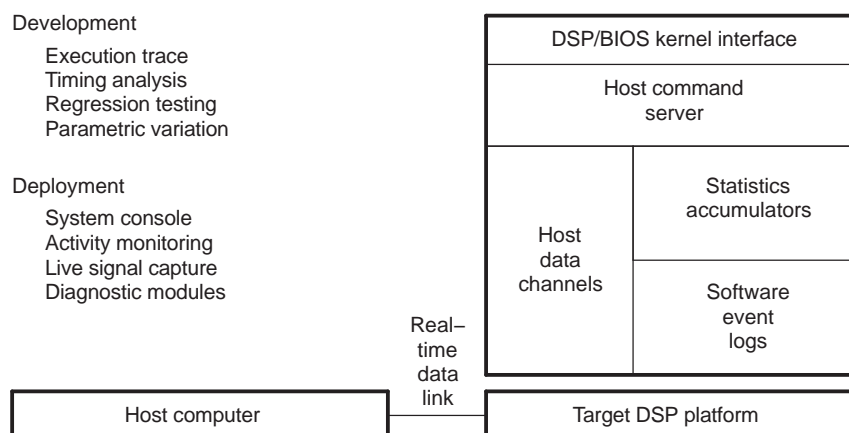 Development
Execution trace
Timing analysis
Regression testing
Parametric variation
Deployment
System console
Activity monitoring
Live signal capture
Diagnostic modules
DSP/BIOS kernel interface
Host command
server
Host
data
channels
Statistics
accumulators
Software
event
logs
Real−
time
data
link
Host computer
Target DSP platform